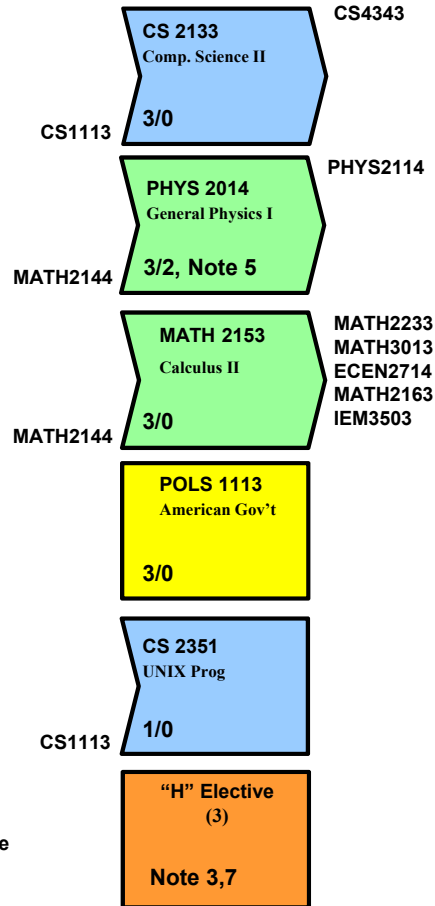 CS4343
CS 2133
Comp. Science II
3/0
CS1113
PHYS2114
PHYS 2014
General Physics I
3/2, Note 5
MATH2144
MATH2233
MATH3013
ECEN2714
MATH2163
IEM3503
MATH 2153
Calculus II
3/0
MATH2144
POLS 1113
American Gov’t
3/0
CS 2351
UNIX Prog
1/0
CS1113
“H” Elective
(3)
e
Note 3,7